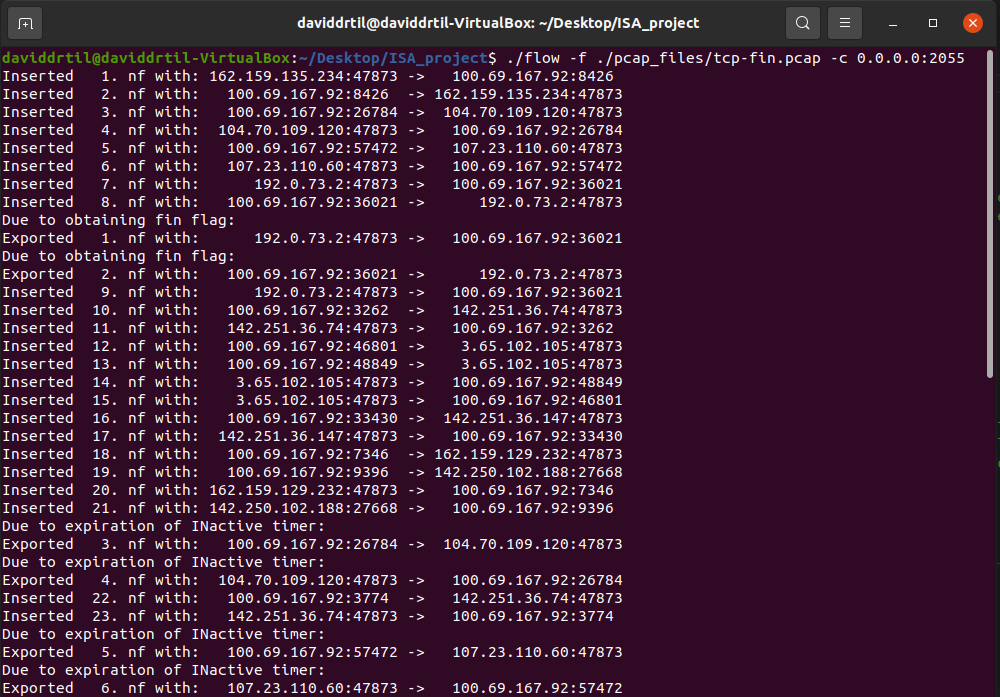 daviddrtil@daviddrtil-VirtualBox: ~/Desktop/ISA_project
daviddrtil@daviddrtil-VirtualBox:~/Desktop/ISA_project$ ./flow -f ./pcap_files/tcp-fin.pcap -c 0.0.0.0:2055
Inserted   1. nf with: 162.159.135.234:47873 ->   100.69.167.92:8426
Inserted   2. nf with:   100.69.167.92:8426  -> 162.159.135.234:47873
Inserted   3. nf with:   100.69.167.92:26784 ->  104.70.109.120:47873
Inserted   4. nf with:  104.70.109.120:47873 ->   100.69.167.92:26784
Inserted   5. nf with:   100.69.167.92:57472 ->   107.23.110.60:47873
Inserted   6. nf with:   107.23.110.60:47873 ->   100.69.167.92:57472
Inserted   7. nf with:      192.0.73.2:47873 ->   100.69.167.92:36021
Inserted   8. nf with:   100.69.167.92:36021 ->      192.0.73.2:47873
Due to obtaining fin flag:
Exported   1. nf with:      192.0.73.2:47873 ->   100.69.167.92:36021
Due to obtaining fin flag:
Exported   2. nf with:   100.69.167.92:36021 ->      192.0.73.2:47873
Inserted   9. nf with:      192.0.73.2:47873 ->   100.69.167.92:36021
Inserted  10. nf with:   100.69.167.92:3262  ->   142.251.36.74:47873
Inserted  11. nf with:   142.251.36.74:47873 ->   100.69.167.92:3262
Inserted  12. nf with:   100.69.167.92:46801 ->    3.65.102.105:47873
Inserted  13. nf with:   100.69.167.92:48849 ->    3.65.102.105:47873
Inserted  14. nf with:    3.65.102.105:47873 ->   100.69.167.92:48849
Inserted  15. nf with:    3.65.102.105:47873 ->   100.69.167.92:46801
Inserted  16. nf with:   100.69.167.92:33430 ->  142.251.36.147:47873
Inserted  17. nf with:  142.251.36.147:47873 ->   100.69.167.92:33430
Inserted  18. nf with:   100.69.167.92:7346  -> 162.159.129.232:47873
Inserted  19. nf with:   100.69.167.92:9396  -> 142.250.102.188:27668
Inserted  20. nf with: 162.159.129.232:47873 ->   100.69.167.92:7346
Inserted  21. nf with: 142.250.102.188:27668 ->   100.69.167.92:9396
Due to expiration of INactive timer:
Exported   3. nf with:   100.69.167.92:26784 ->  104.70.109.120:47873
Due to expiration of INactive timer:
Exported   4. nf with:  104.70.109.120:47873 ->   100.69.167.92:26784
Inserted  22. nf with:   100.69.167.92:3774  ->   142.251.36.74:47873
Inserted  23. nf with:   142.251.36.74:47873 ->   100.69.167.92:3774
Due to expiration of INactive timer:
Exported   5. nf with:   100.69.167.92:57472 ->   107.23.110.60:47873
Due to expiration of INactive timer:
Exported   6. nf with:   107.23.110.60:47873 ->   100.69.167.92:57472